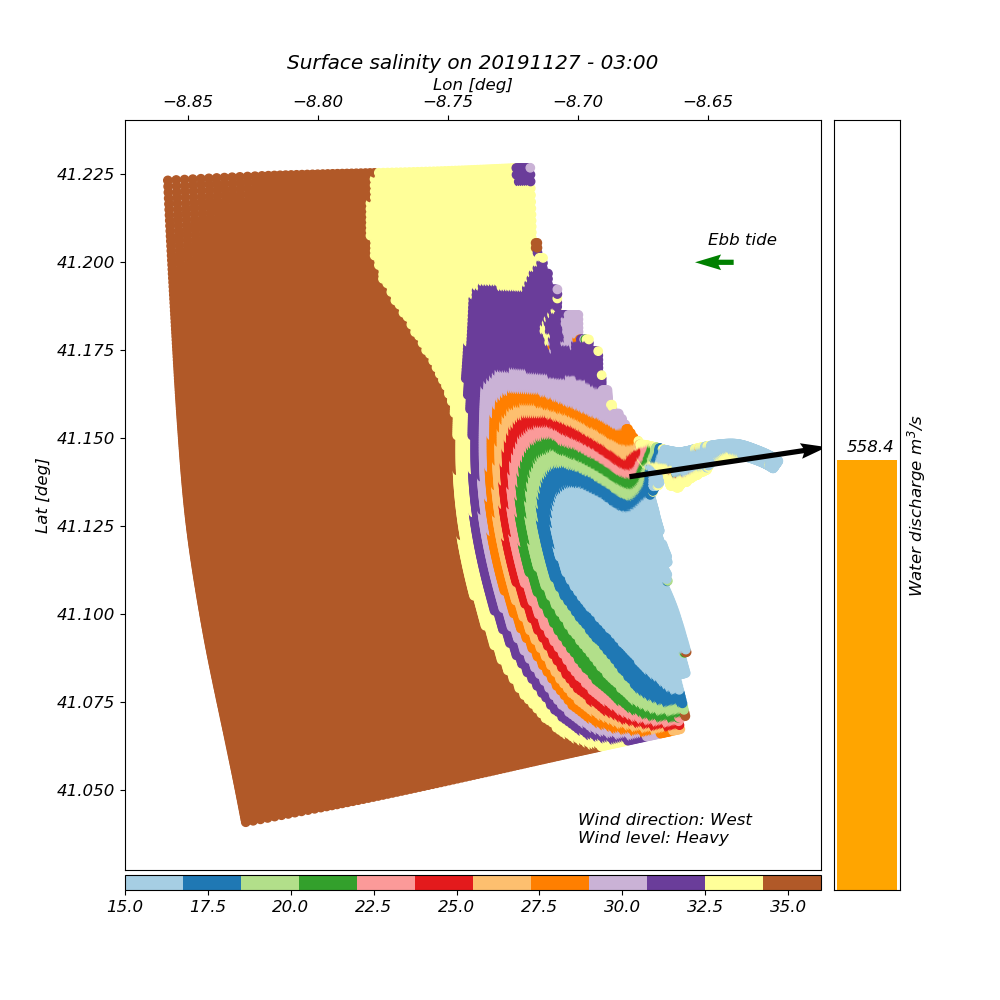 Surface salinity on 20191127 - 03:00
Lon [deg]
−8.85 −8.80 −8.75 −8.70 −8.65
41.225
41.200
41.175
41.150
41.125
41.100
41.075
41.050
Lat [deg]
Ebb tide
558.4
Water discharge m³/s
Wind direction: West
Wind level: Heavy
15.0 17.5 20.0 22.5 25.0 27.5 30.0 32.5 35.0